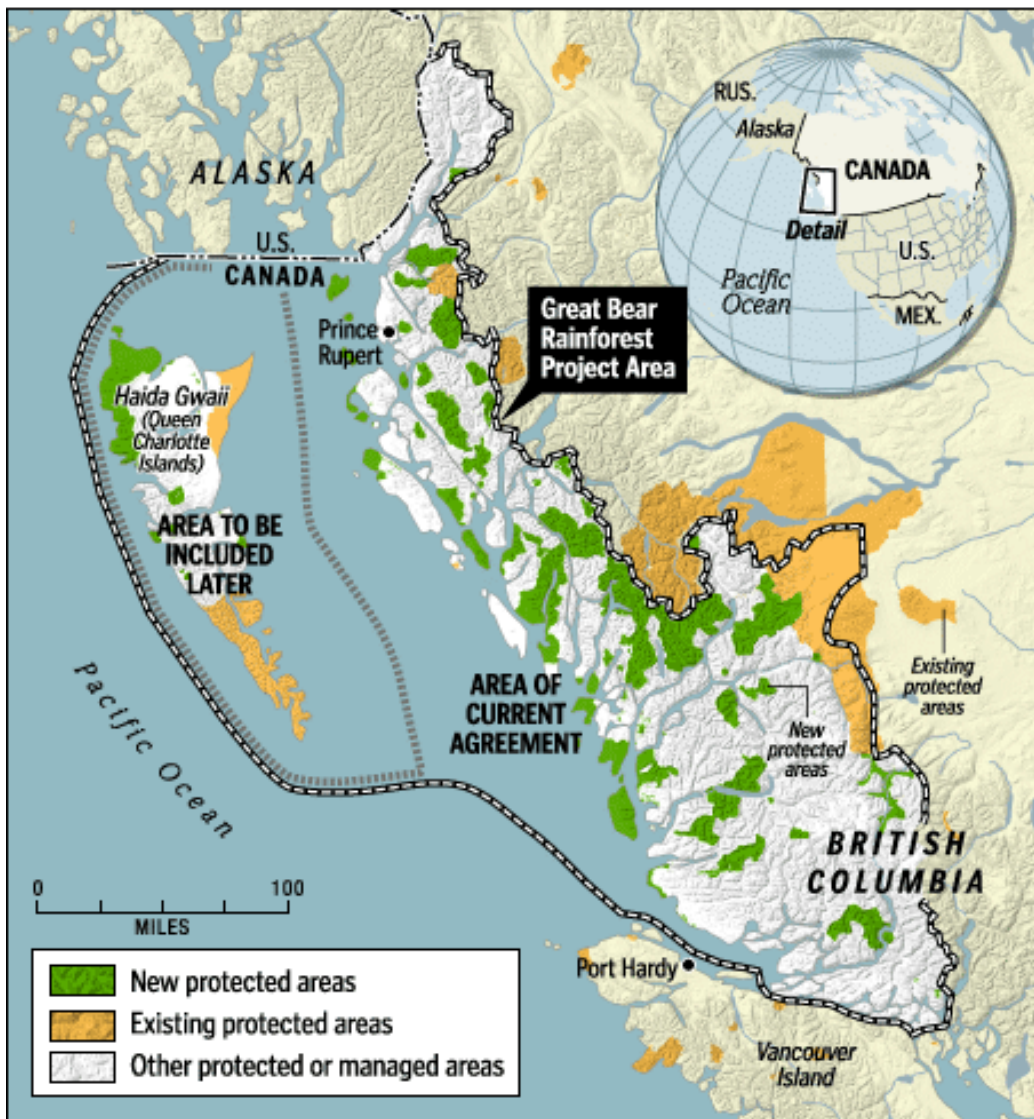 RUS.
Alaska
CANADA
Detail
U.S.
Pacific
Ocean
MEX.
ALASKA
U.S.
CANADA
Prince
Rupert
Great Bear
Rainforest
Project Area
Haida Gwaii
(Queen
Charlotte
Islands)
AREA TO BE
INCLUDED
LATER
Pacific Ocean
AREA OF
CURRENT
AGREEMENT
New
protected
areas
Existing
protected
areas
BRITISH
COLUMBIA
0 100
MILES
Port Hardy
Vancouver
Island
New protected areas
Existing protected areas
Other protected or managed areas